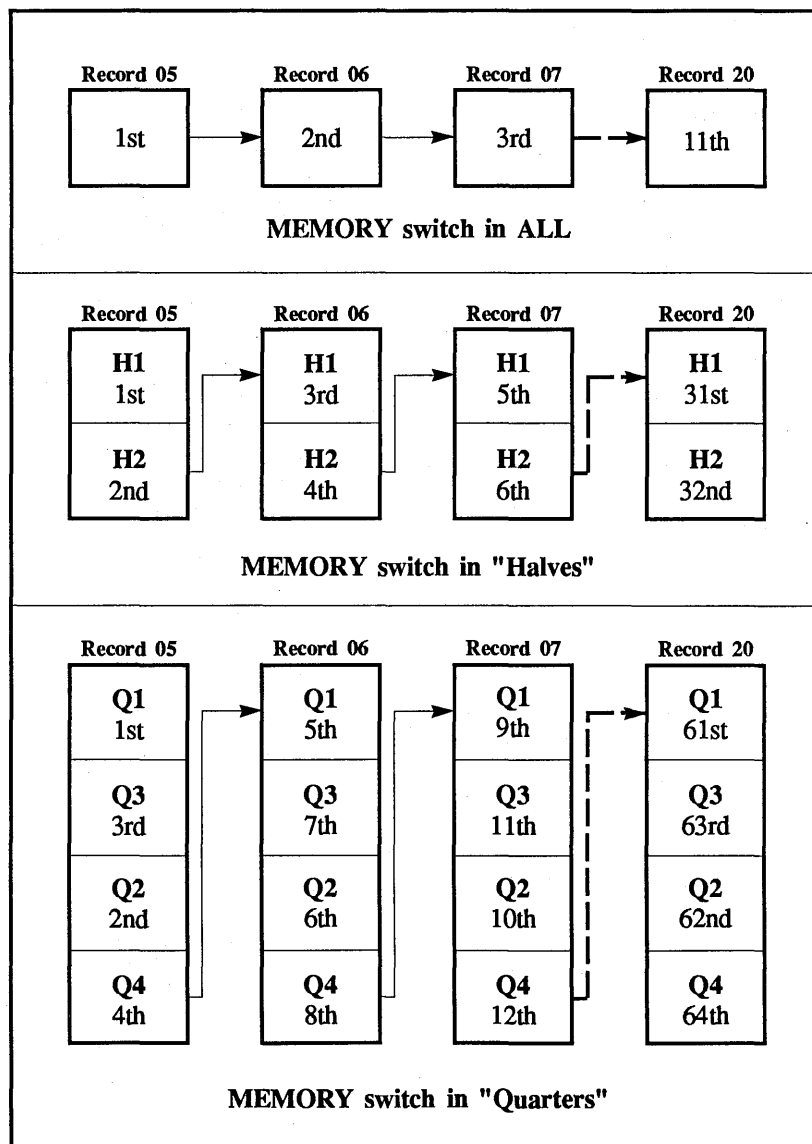 Record 05 Record 06 Record 07 Record 20
1st 2nd 3rd 11th
MEMORY switch in ALL
Record 05 Record 06 Record 07 Record 20
H1 H1 H1 H1
1st 3rd 5th 31st
H2 H2 H2 H2
2nd 4th 6th 32nd
MEMORY switch in "Halves"
Record 05 Record 06 Record 07 Record 20
Q1 Q1 Q1 Q1
1st 5th 9th 61st
Q3 Q3 Q3 Q3
3rd 7th 11th 63rd
Q2 Q2 Q2 Q2
2nd 6th 10th 62nd
Q4 Q4 Q4 Q4
4th 8th 12th 64th
MEMORY switch in "Quarters"